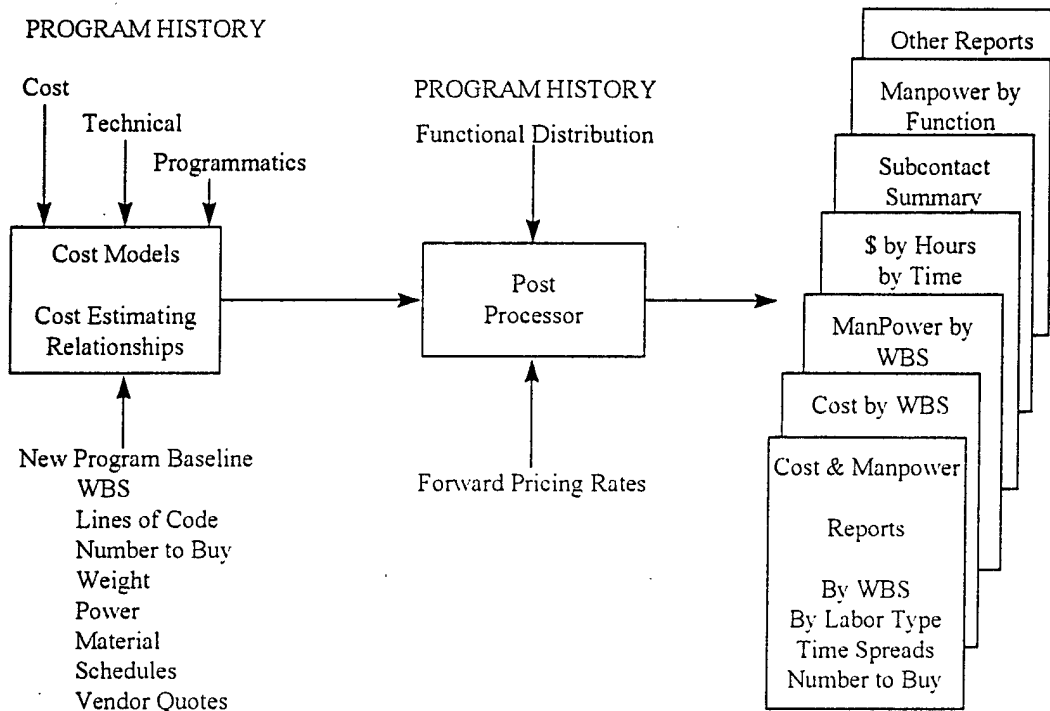 PROGRAM HISTORY
Cost
Technical
Programmatics
Cost Models
Cost Estimating
Relationships
New Program Baseline
WBS
Lines of Code
Number to Buy
Weight
Power
Material
Schedules
Vendor Quotes
PROGRAM HISTORY
Functional Distribution
Post
Processor
Forward Pricing Rates
Other Reports
Manpower by
Function
Subcontact
Summary
$ by Hours
by Time
ManPower by
WBS
Cost by WBS
Cost & Manpower
Reports
By WBS
By Labor Type
Time Spreads
Number to Buy